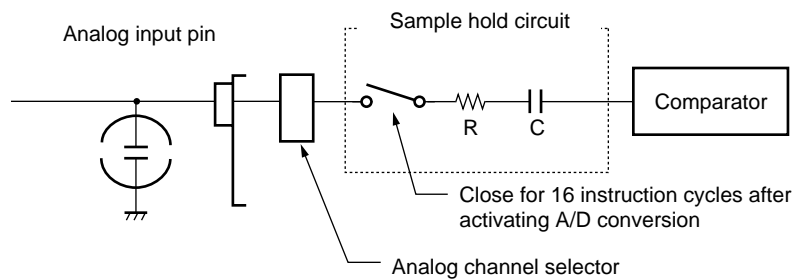 Sample hold circuit
Analog input pin
Comparator
R
C
Close for 16 instruction cycles after
activating A/D conversion
Analog channel selector